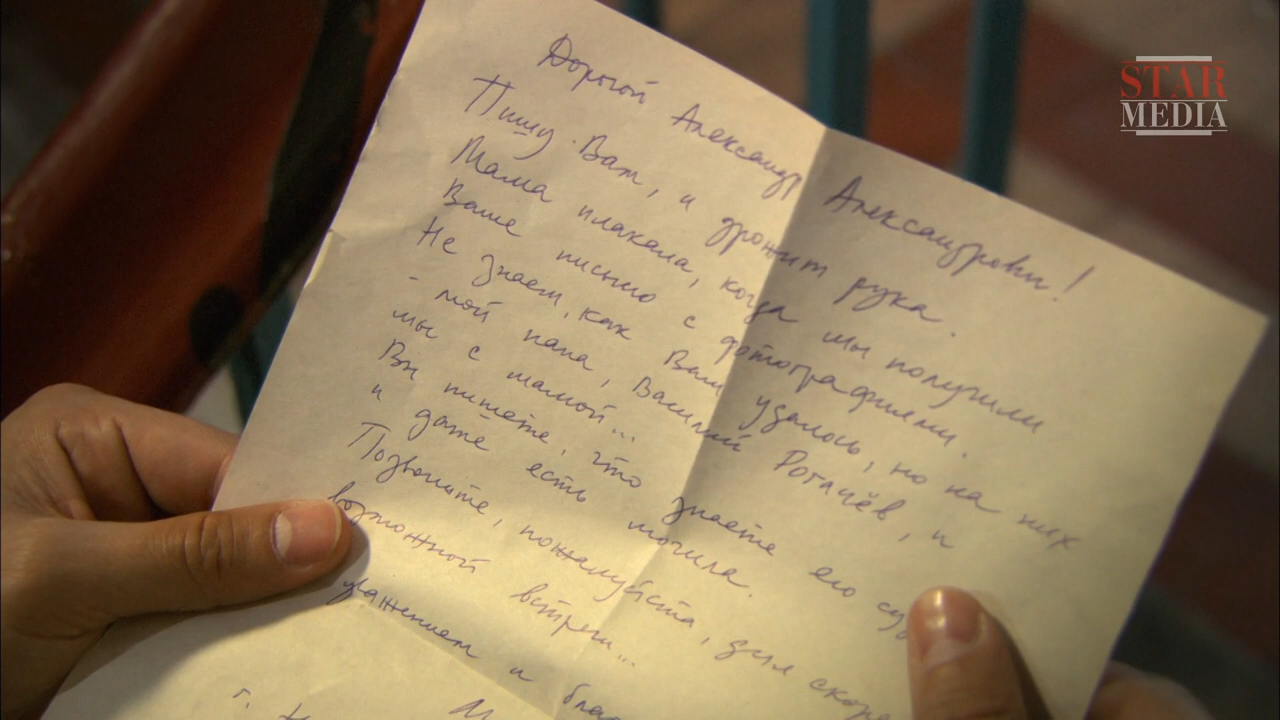 STAR
MEDIA
Дорогой Александр Александрович!
Пишу Вам, и дрожит рука.
Мама плакала, когда мы получили
Ваше письмо с фотографиями.
Не знаем, как Вам удалось, но на них
- мой папа, Василий Рогачёв, и
мы с мамой...
Вы пишете, что знаете его
и даже есть могила.
Позвоните, пожалуйста, для
возможной встречи...
уважением и
г.